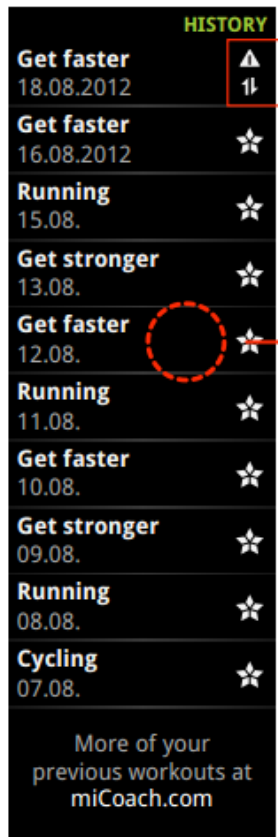 HISTORY
Get faster
18.08.2012
Get faster
16.08.2012
Running
15.08.
Get stronger
13.08.
Get faster
12.08.
Running
11.08.
Get faster
10.08.
Get stronger
09.08.
Running
08.08.
Cycling
07.08.
More of your
previous workouts at
miCoach.com